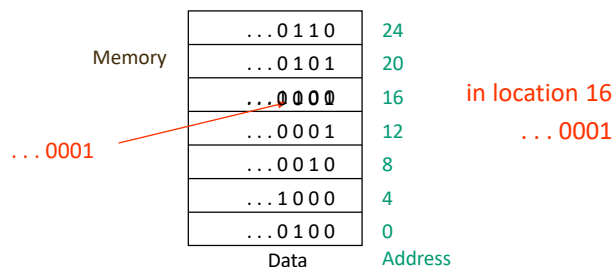 ...0110 24
Memory ...0101 20
16 in location 16
...0001 ...0001 12 ...0001
...0010 8
...1000 4
...0100 0
Data Address